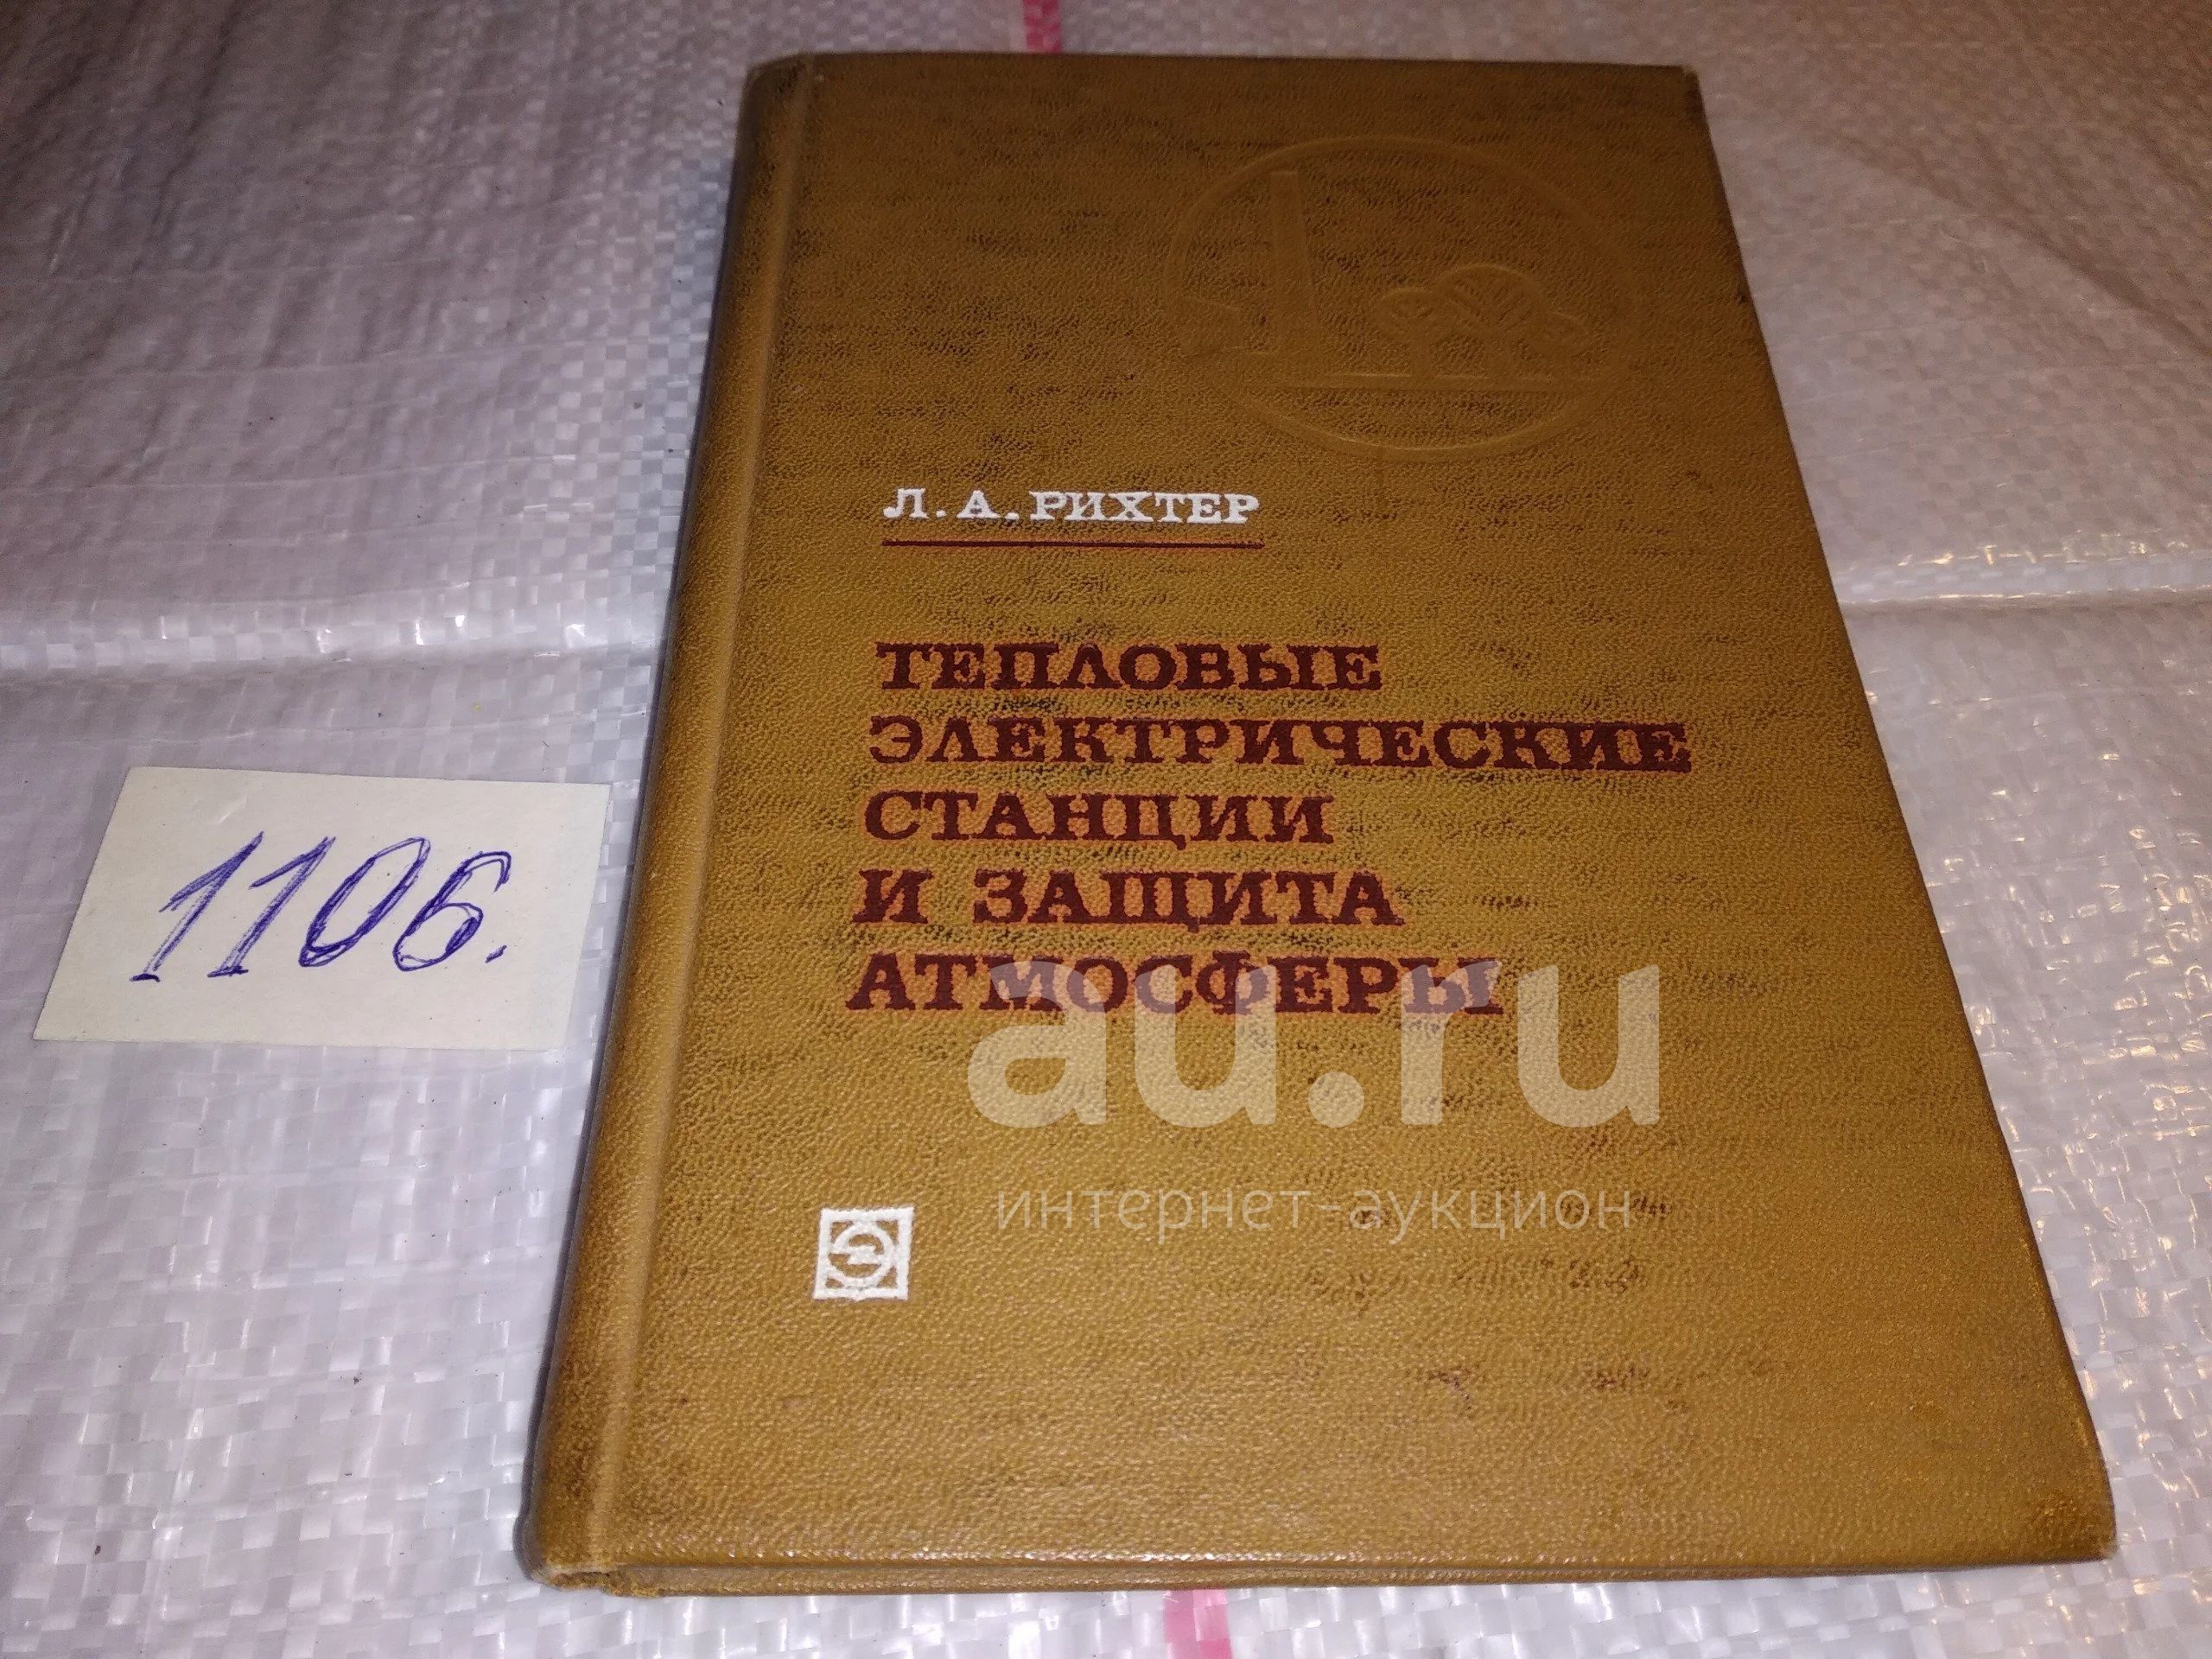 Л. А. РИХТЕР
ТЕПЛОВЫЕ
ЭЛЕКТРИЧЕСКИЕ
СТАНЦИИ
И ЗАЩИТА
АТМОСФЕРЫ
1106.
au.ru
интернет-аукцион
Э